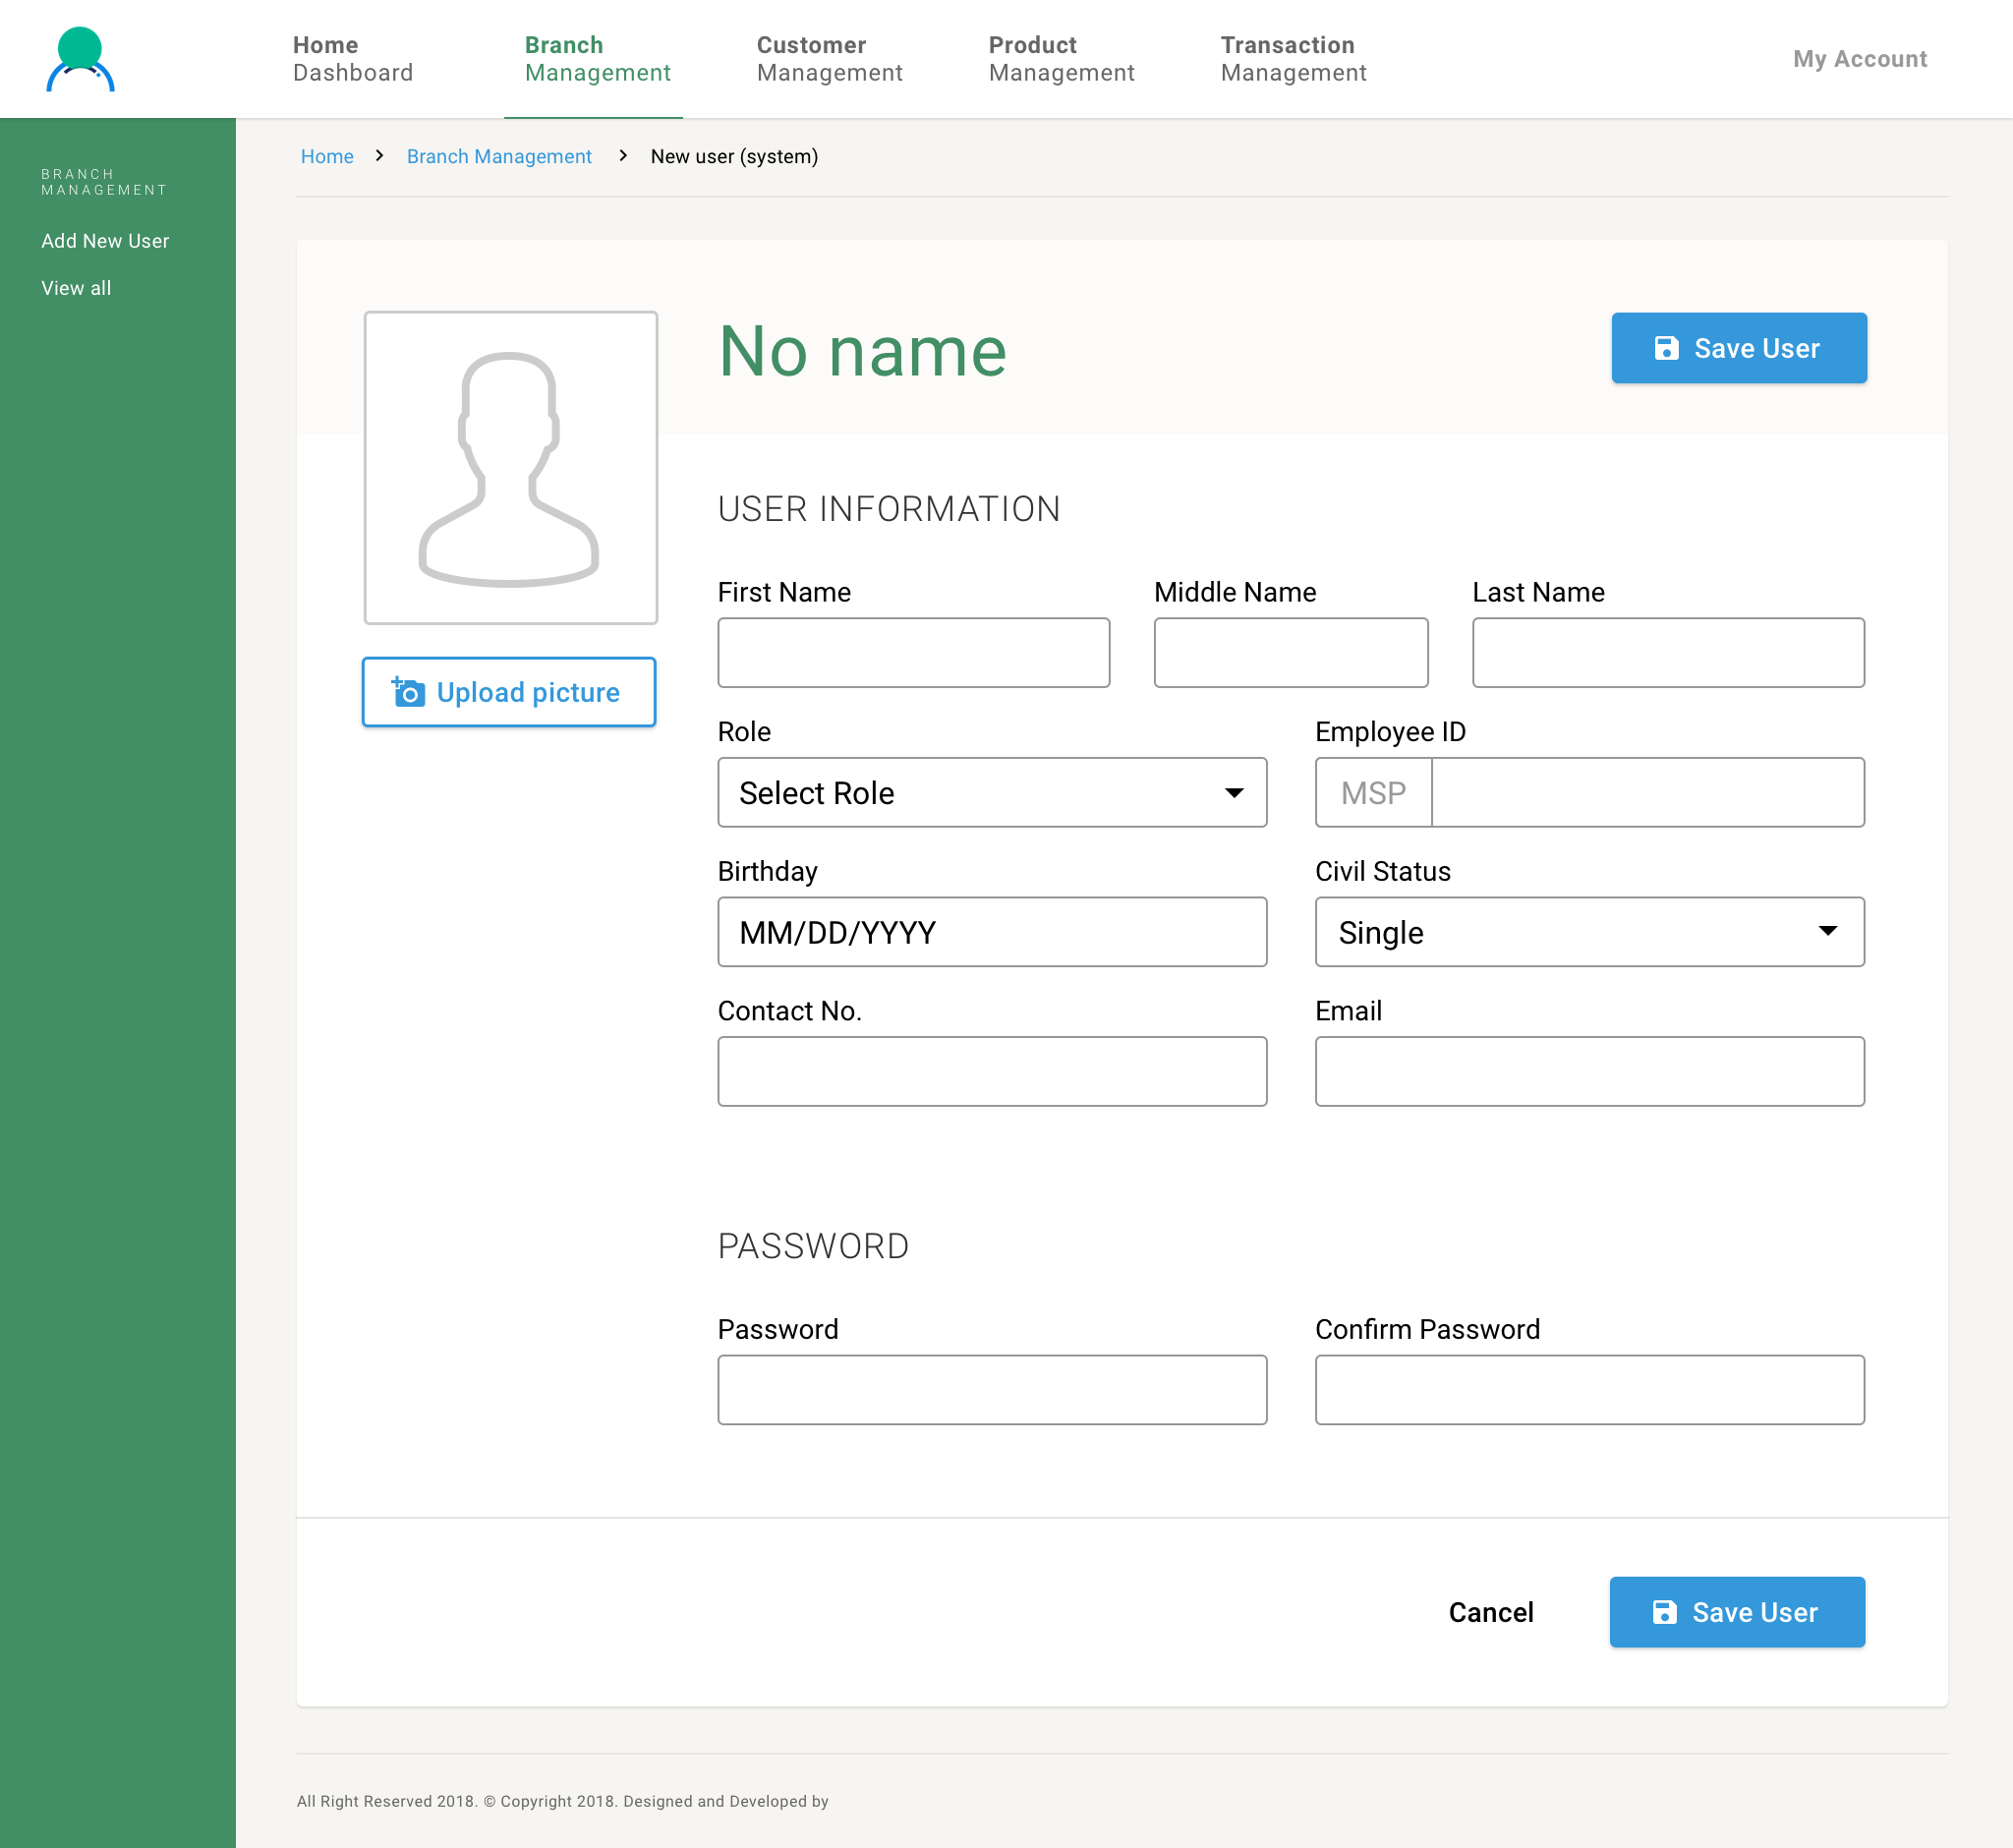 Home
Dashboard
Branch
Management
Customer
Management
Product
Management
Transaction
Management
My Account
BRANCH
MANAGEMENT
Add New User
View all
Home > Branch Management > New user (system)
No name
Save User
Upload picture
USER INFORMATION
First Name Middle Name Last Name
Role Employee ID
Select Role MSP
Birthday Civil Status
MM/DD/YYYY Single
Contact No. Email
PASSWORD
Password Confirm Password
Cancel Save User
All Right Reserved 2018. © Copyright 2018. Designed and Developed by